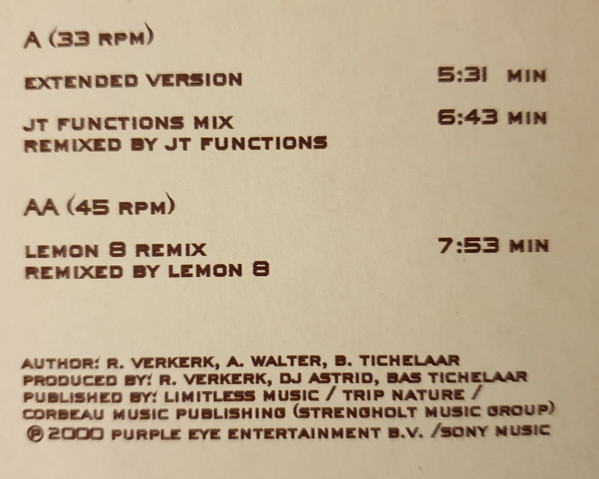 A (33 RPM)
EXTENDED VERSION 5:31 MIN
JT FUNCTIONS MIX 6:43 MIN
REMIXED BY JT FUNCTIONS
AA (45 RPM)
LEMON 8 REMIX 7:53 MIN
REMIXED BY LEMON 8
AUTHOR: R. VERKERK, A. WALTER, B. TICHELAAR
PRODUCED BY: R. VERKERK, DJ ASTRID, BAS TICHELAAR
PUBLISHED BY: LIMITLESS MUSIC / TRIP NATURE /
CORBEAU MUSIC PUBLISHING (STRENGHOLT MUSIC GROUP)
℗ 2000 PURPLE EYE ENTERTAINMENT B.V. /SONY MUSIC